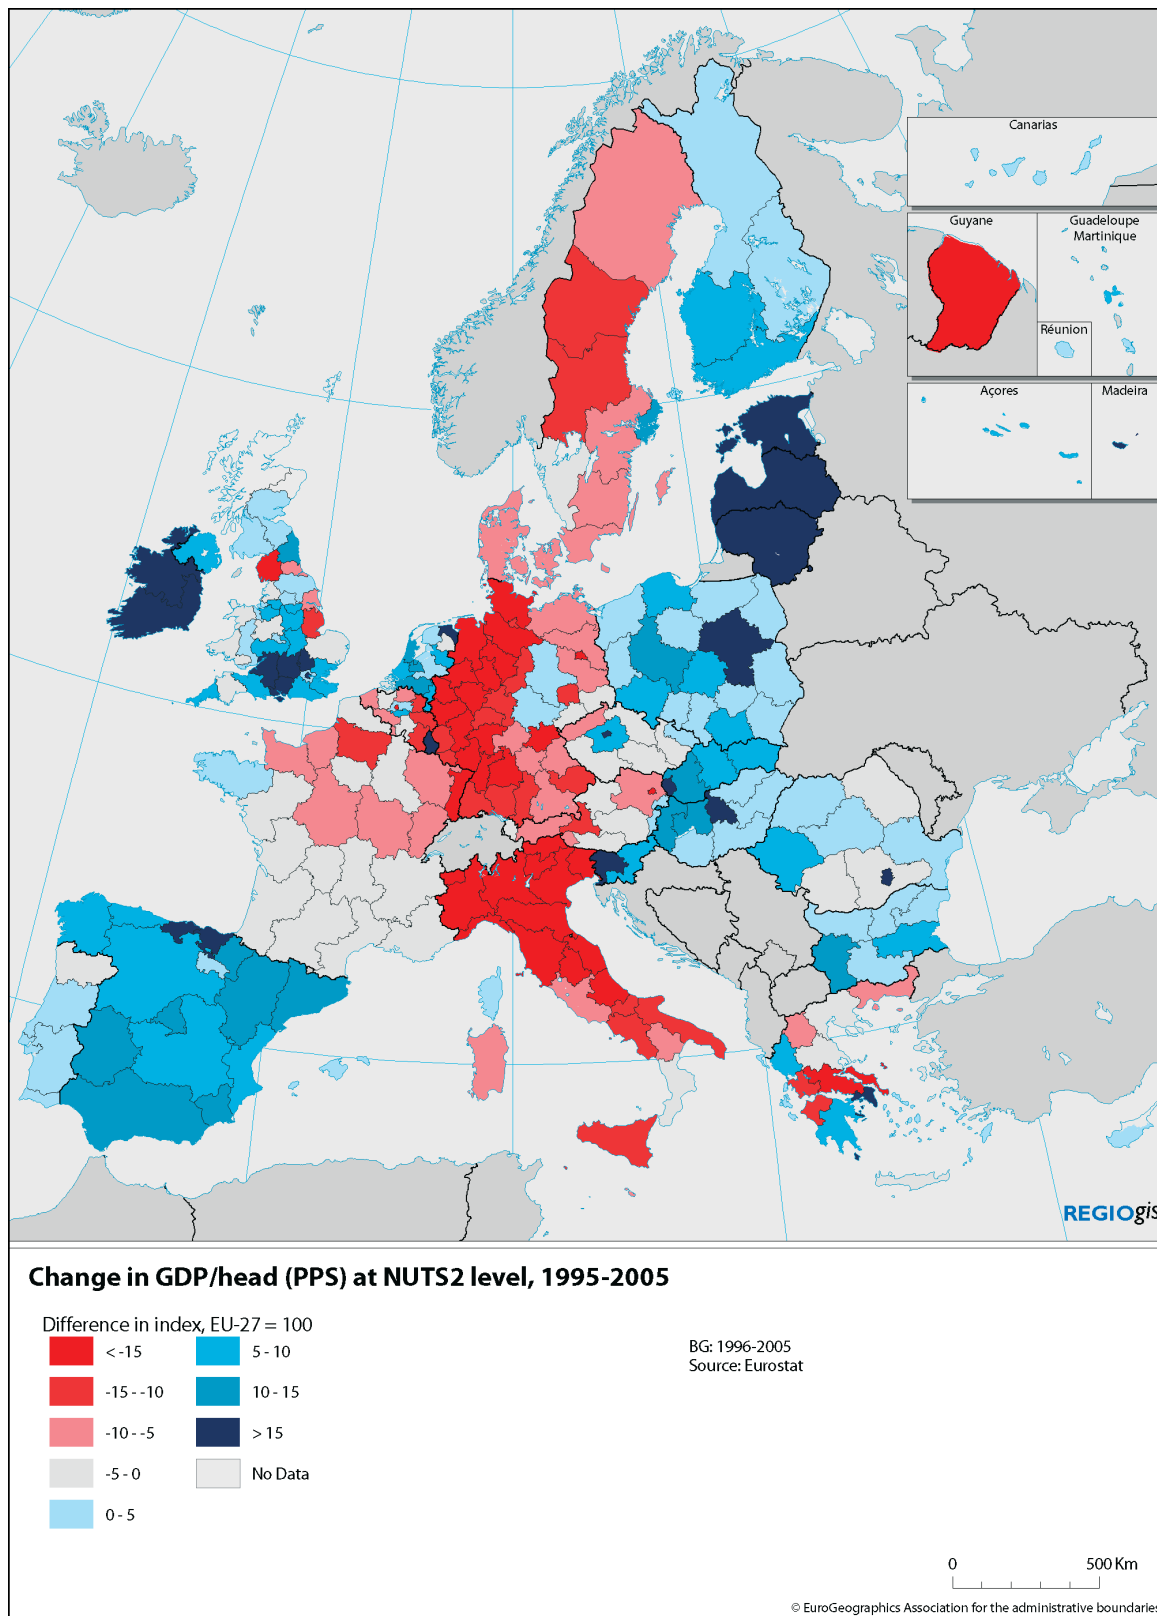 Canarias
Guyane
Guadeloupe
Martinique
Réunion
Açores
Madeira
REGIOgis
Change in GDP/head (PPS) at NUTS2 level, 1995-2005
Difference in index, EU-27 = 100
< -15
-15 - -10
-10 - -5
-5 - 0
0 - 5
5 - 10
10 - 15
> 15
No Data
BG: 1996-2005
Source: Eurostat
0 500 Km
© EuroGeographics Association for the administrative boundaries